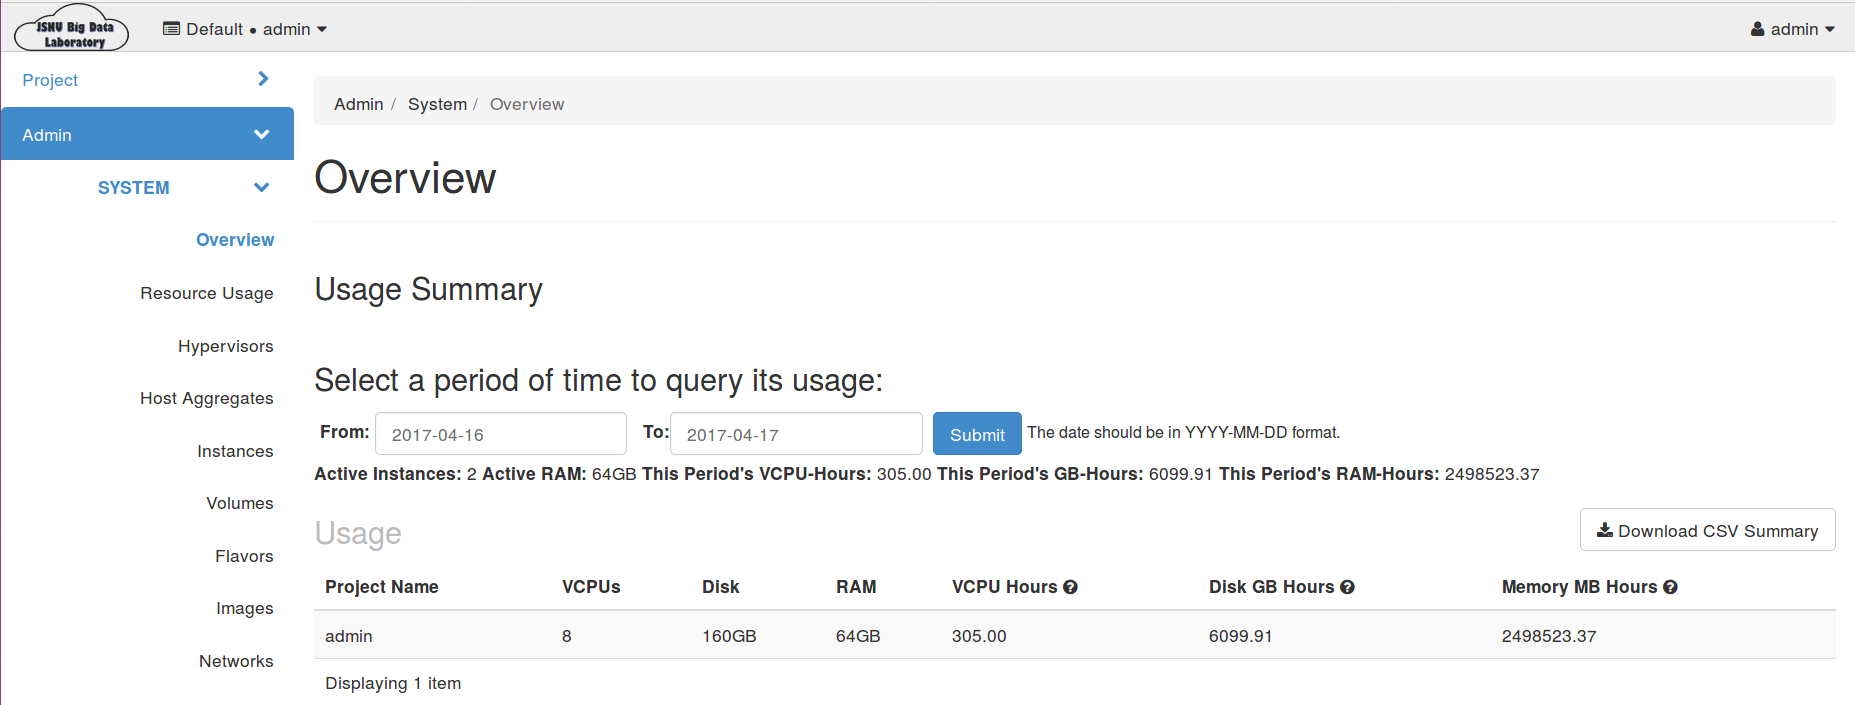 JSNU Big Data
Laboratory
Default • admin
admin
Project
Admin
SYSTEM
Overview
Resource Usage
Hypervisors
Host Aggregates
Instances
Volumes
Flavors
Images
Networks
Admin / System / Overview
Overview
Usage Summary
Select a period of time to query its usage:
From: 2017-04-16 To: 2017-04-17 Submit The date should be in YYYY-MM-DD format.
Active Instances: 2 Active RAM: 64GB This Period's VCPU-Hours: 305.00 This Period's GB-Hours: 6099.91 This Period's RAM-Hours: 2498523.37
Usage
Download CSV Summary
Project Name VCPUs Disk RAM VCPU Hours Disk GB Hours Memory MB Hours
admin 8 160GB 64GB 305.00 6099.91 2498523.37
Displaying 1 item